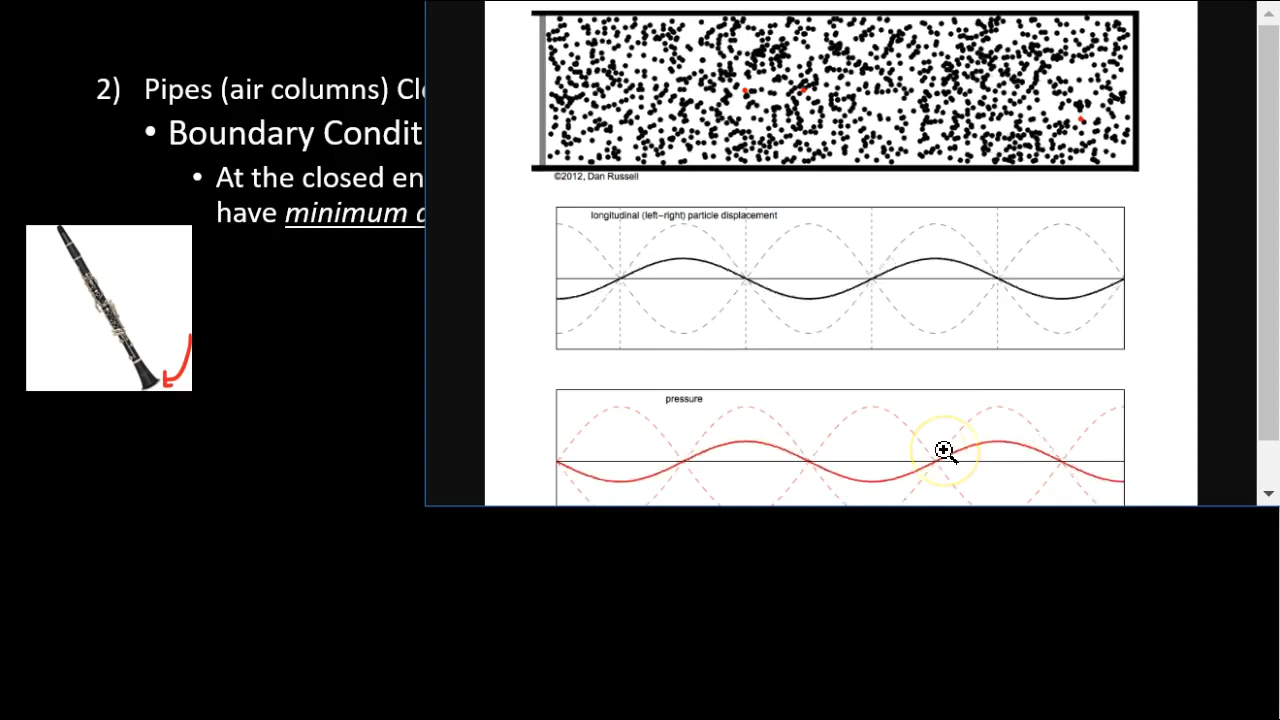 2) Pipes (air columns) Cl
• Boundary Condit
• At the closed en
have minimum
©2012, Dan Russell
longitudinal (left-right) particle displacement
pressure